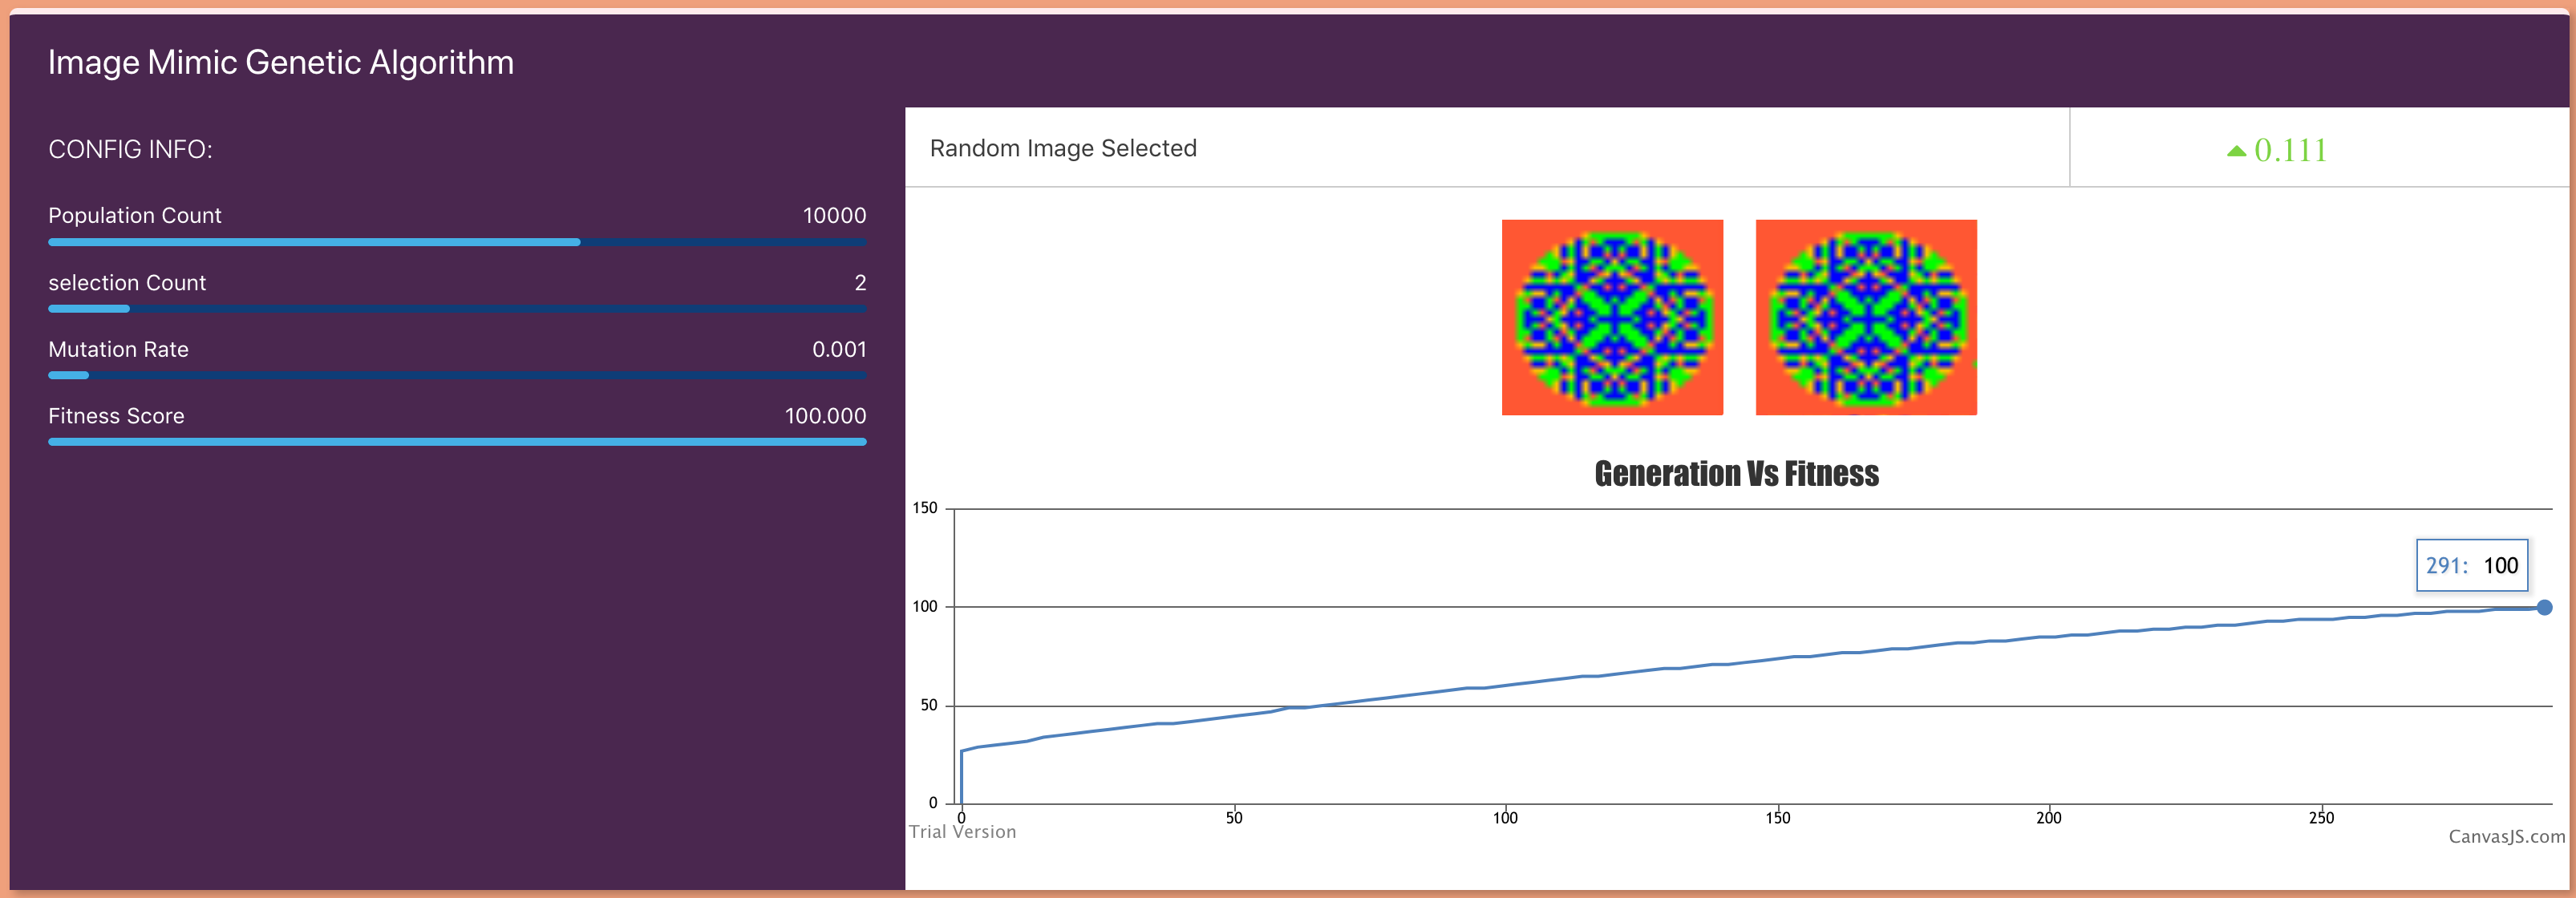 Image Mimic Genetic Algorithm
CONFIG INFO:
Population Count 10000
selection Count 2
Mutation Rate 0.001
Fitness Score 100.000
Random Image Selected
0.111
Generation Vs Fitness
150
100
50
0
291: 100
0 50 100 150 200 250
Trial Version
CanvasJS.com